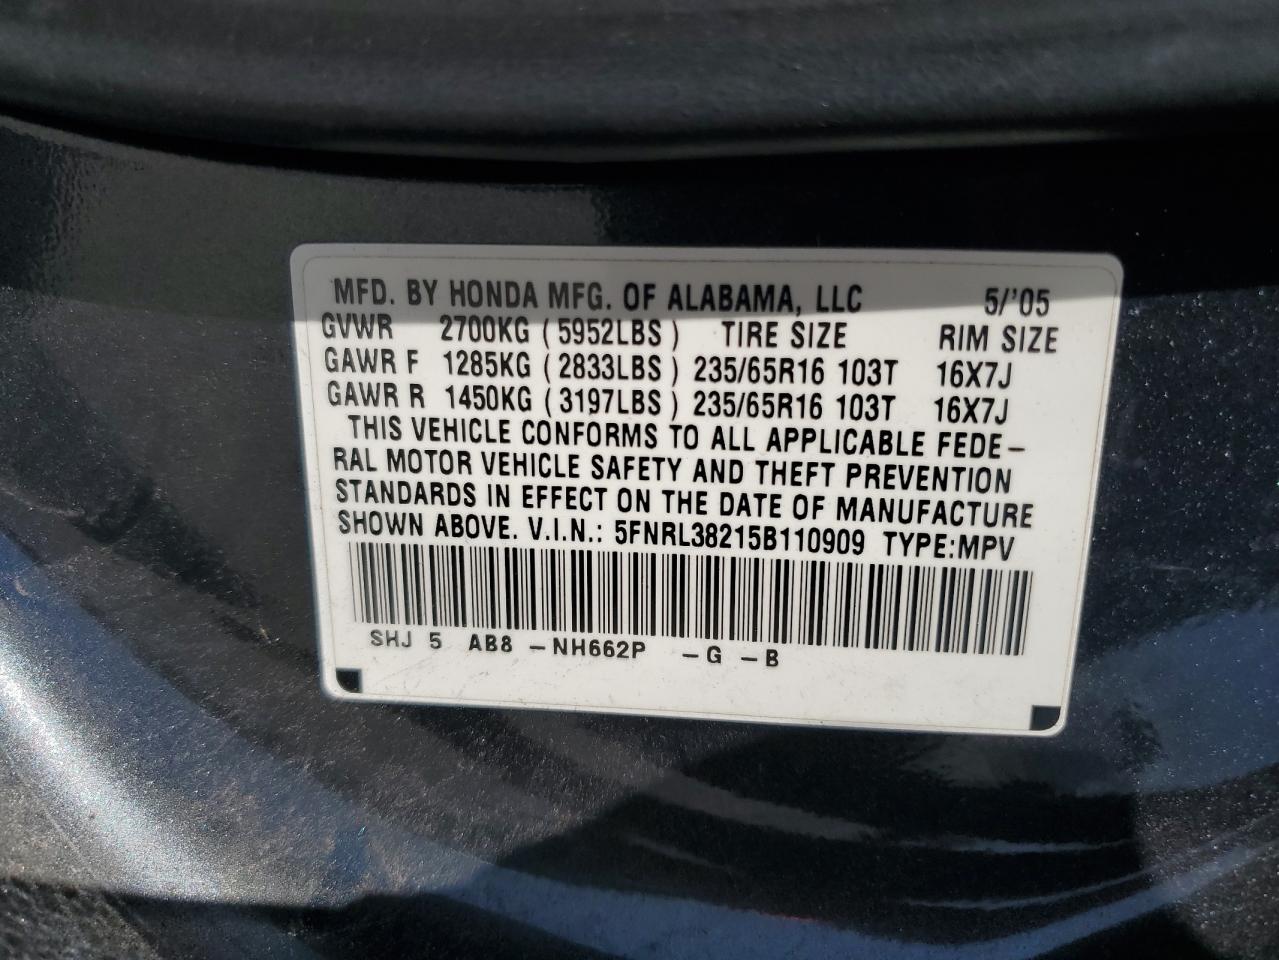 MFD. BY HONDA MFG. OF ALABAMA, LLC 5/'05
GVWR 2700KG (5952LBS) TIRE SIZE RIM SIZE
GAWR F 1285KG (2833LBS) 235/65R16 103T 16X7J
GAWR R 1450KG (3197LBS) 235/65R16 103T 16X7J
THIS VEHICLE CONFORMS TO ALL APPLICABLE FEDE-
RAL MOTOR VEHICLE SAFETY AND THEFT PREVENTION
STANDARDS IN EFFECT ON THE DATE OF MANUFACTURE
SHOWN ABOVE. V.I.N.: 5FNRL38215B110909 TYPE:MPV
SHJ 5 AB8 -NH662P -G -B